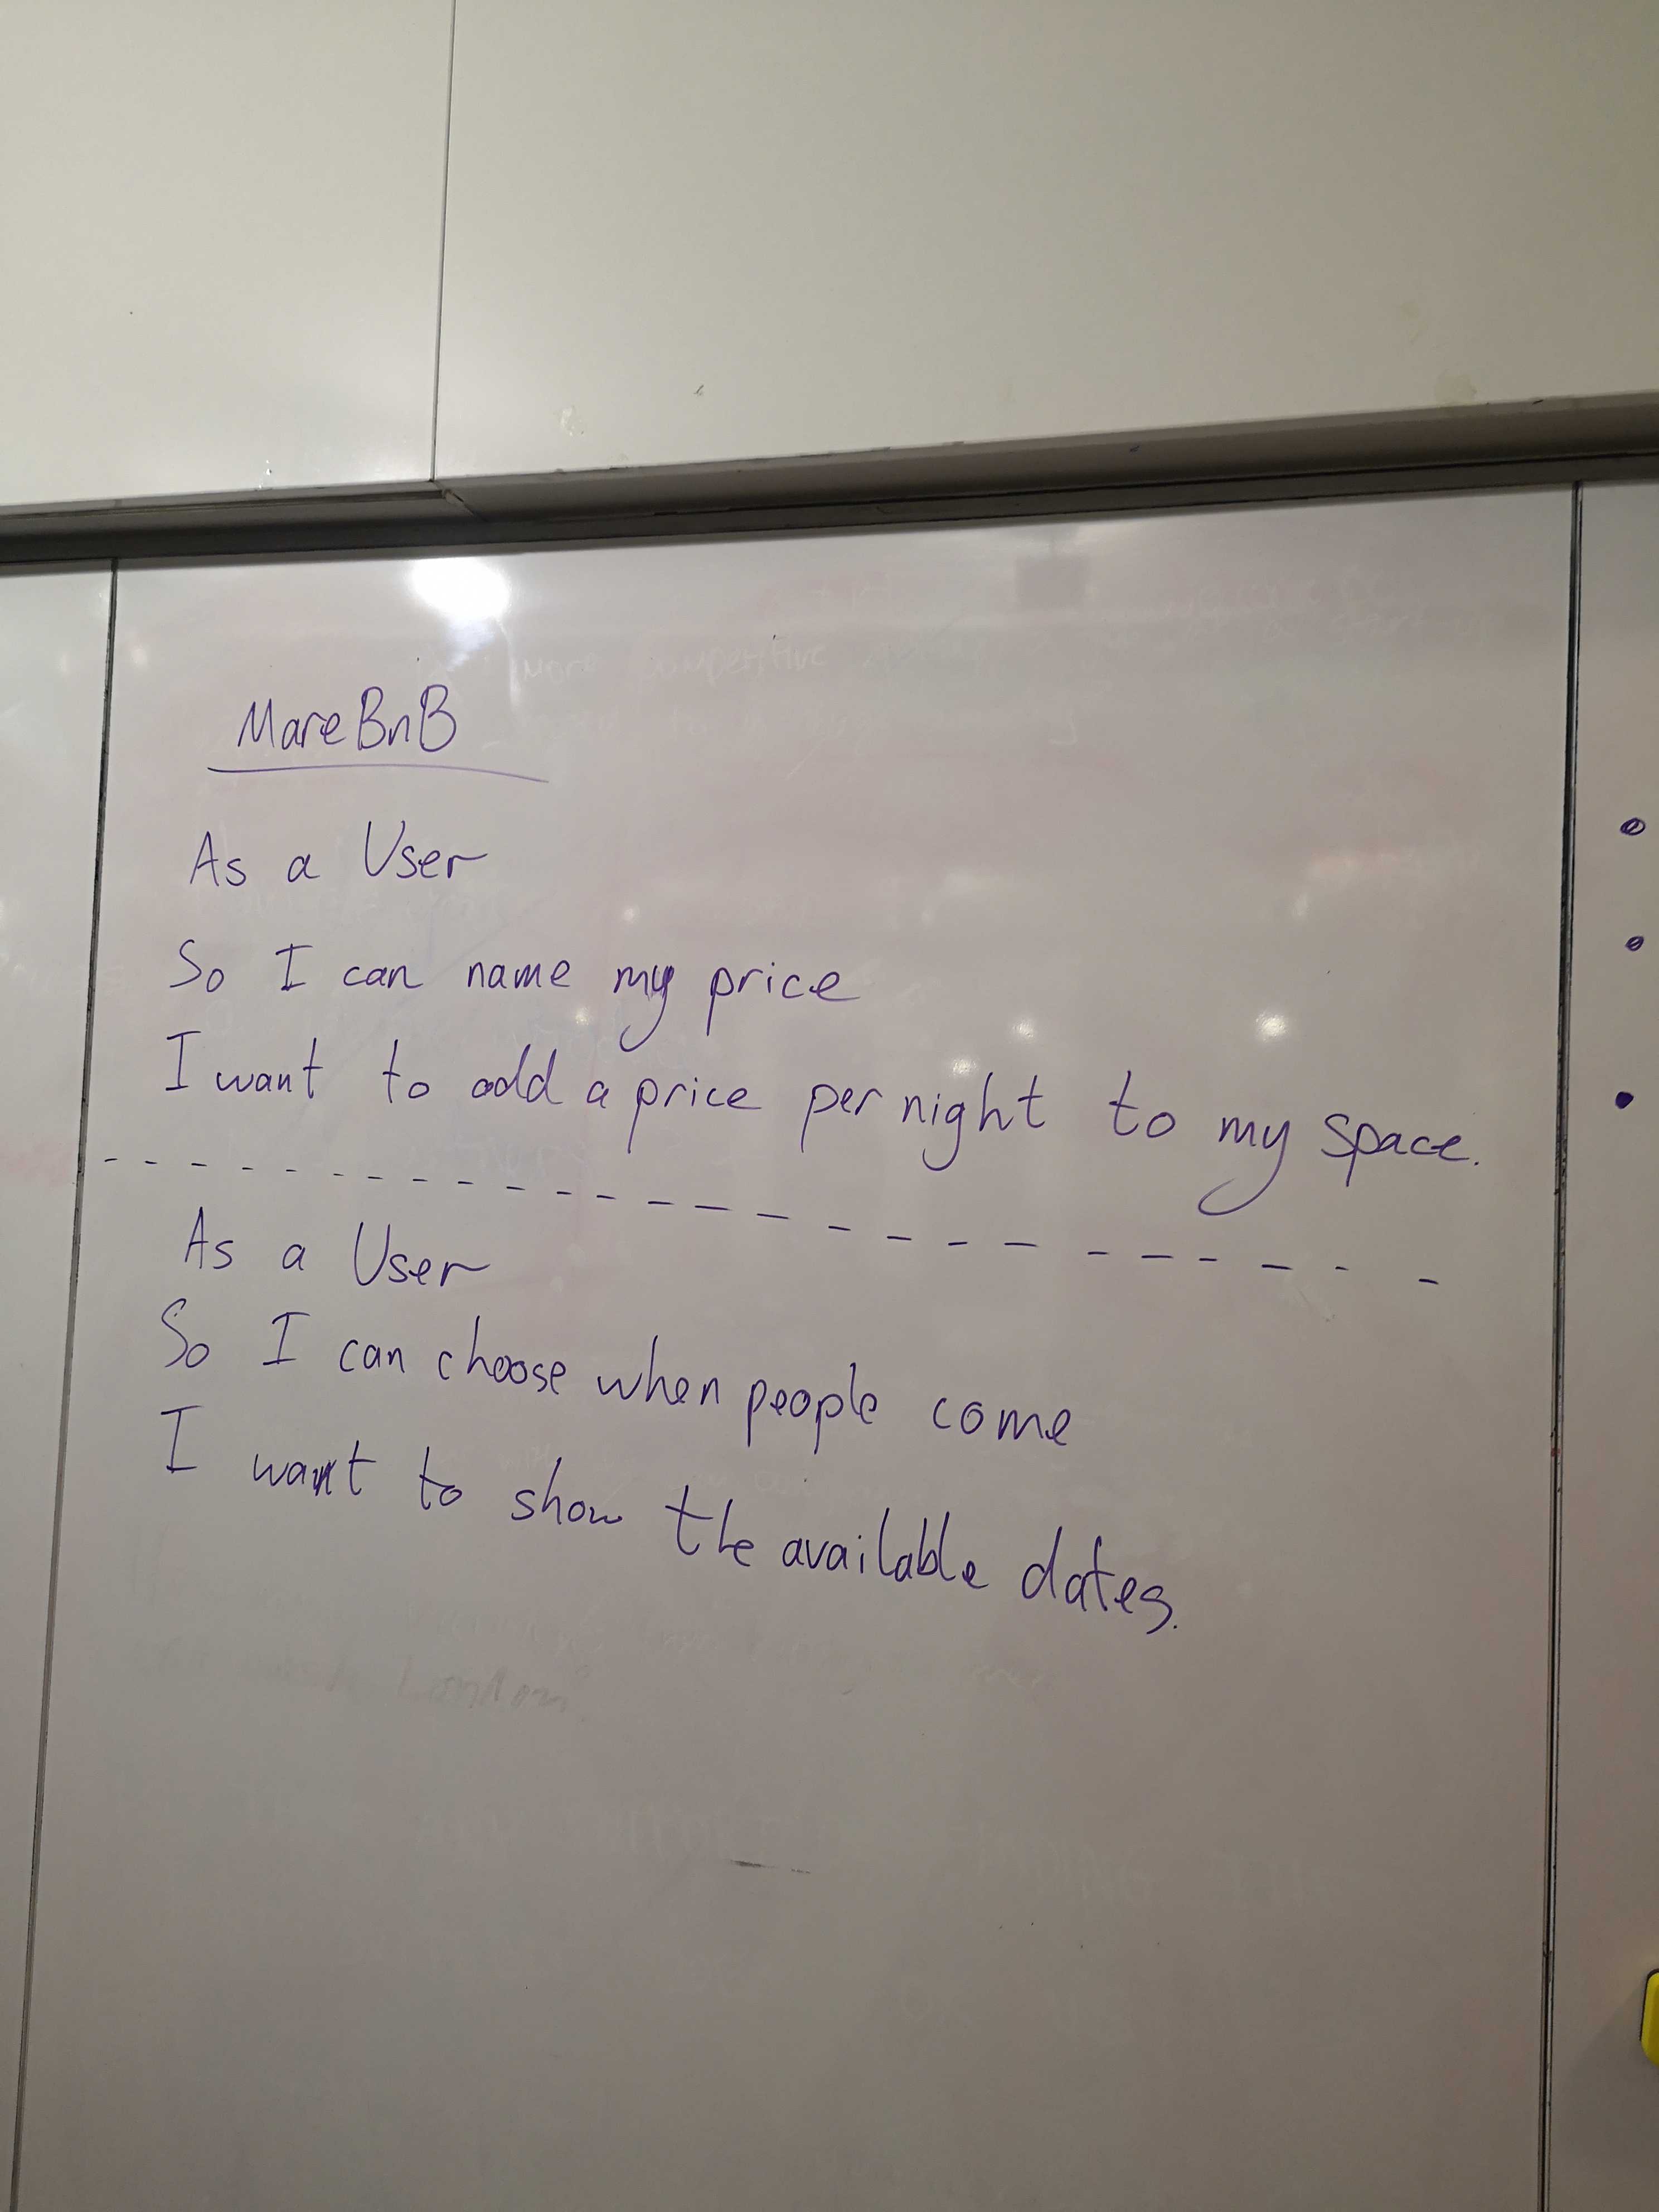 MareBnB
As a User
So I can name my price
I want to add a price per night to my space.
As a User
So I can choose when people come
I want to show the available dates.